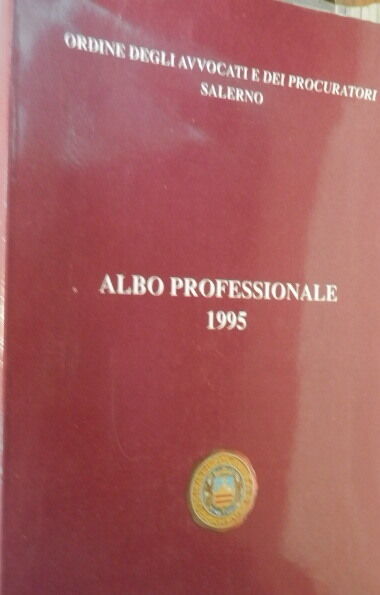 ORDINE DEGLI AVVOCATI E DEI PROCURATORI
SALERNO
ALBO PROFESSIONALE
1995